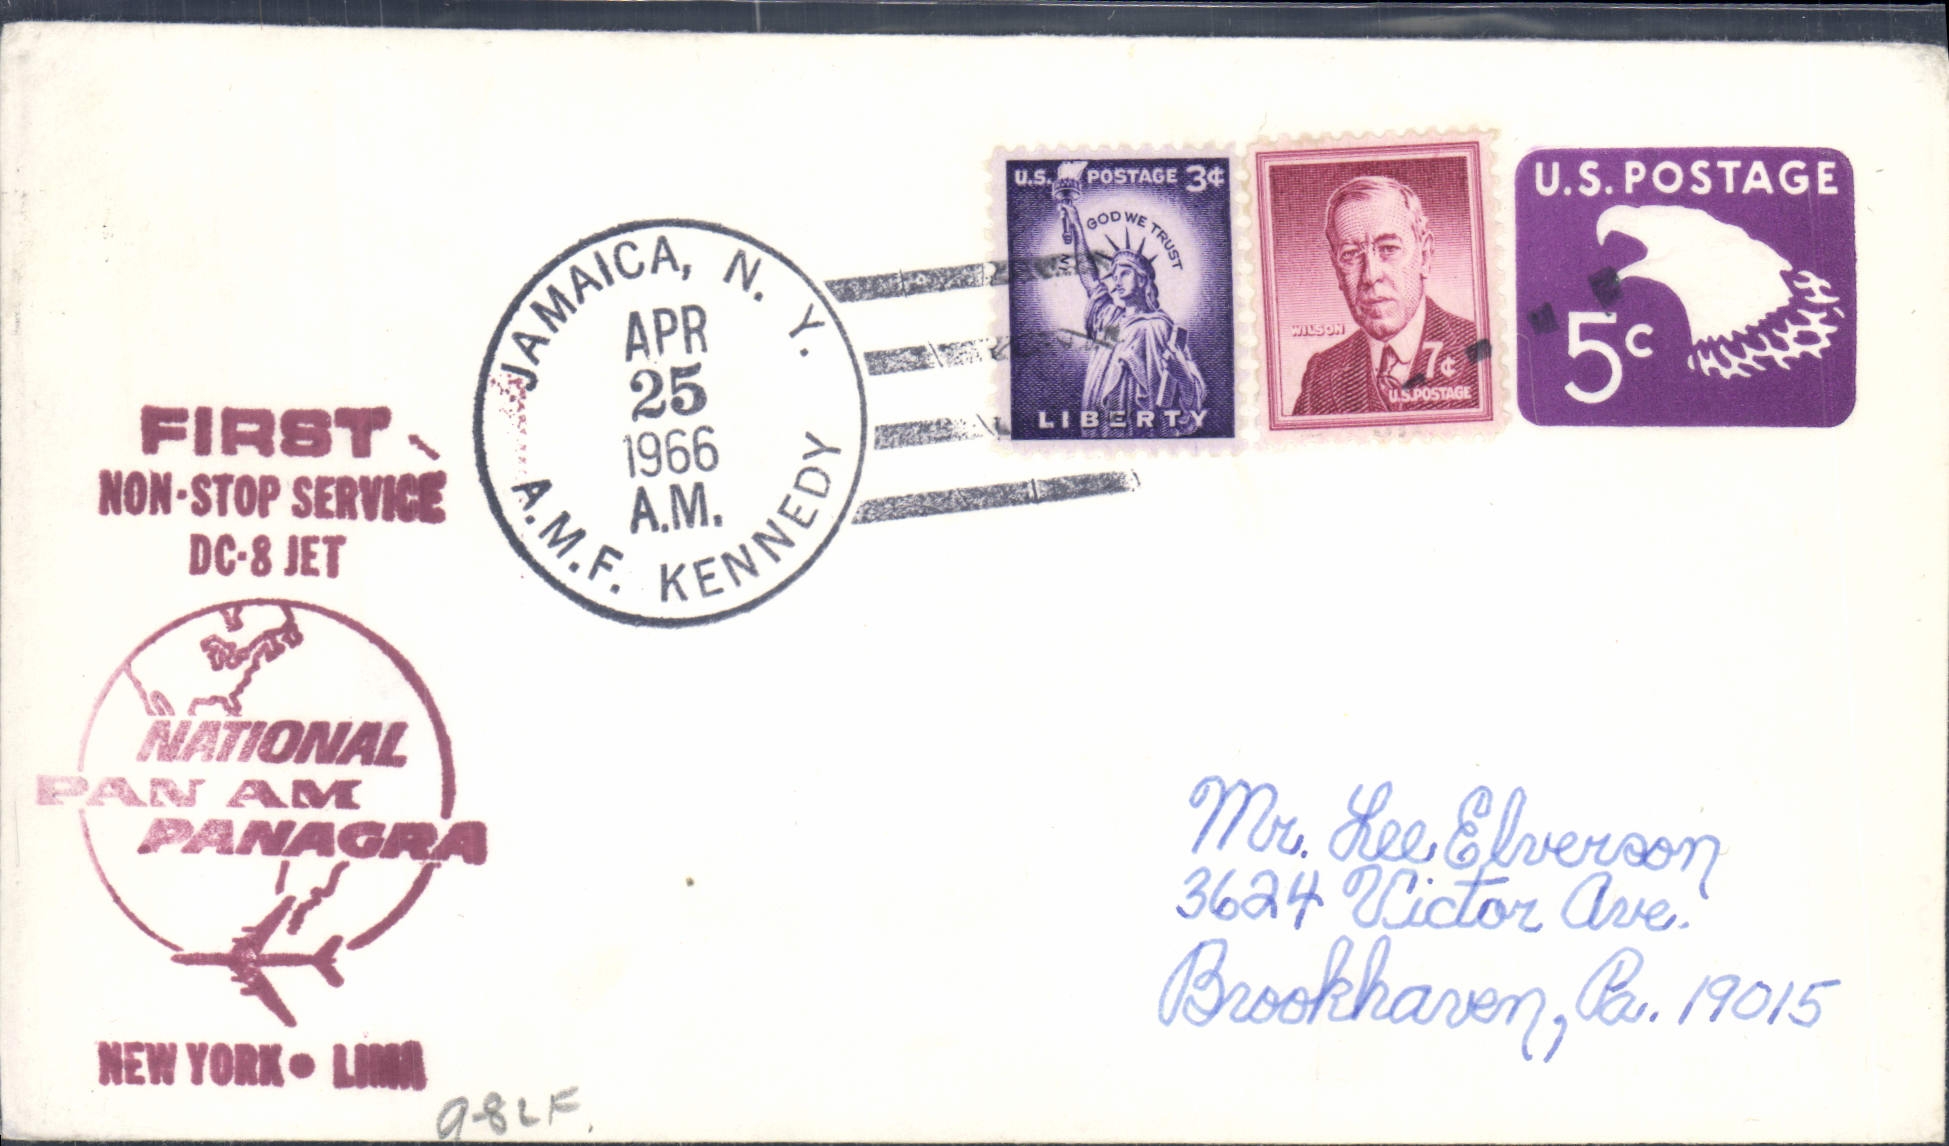 U.S. POSTAGE 3¢
GOD WE TRUST
LIBERTY
WILSON
7¢
U.S. POSTAGE
U.S. POSTAGE
5c
JAMAICA, N. Y.
APR
25
1966
A.M.
A.M.F. KENNEDY
FIRST
NON-STOP SERVICE
DC-8 JET
NATIONAL
PAN AM
PANAGRA
NEW YORK • LIMA
Mr. Lee Elverson
3624 Victor Ave.
Brookhaven, Pa. 19015